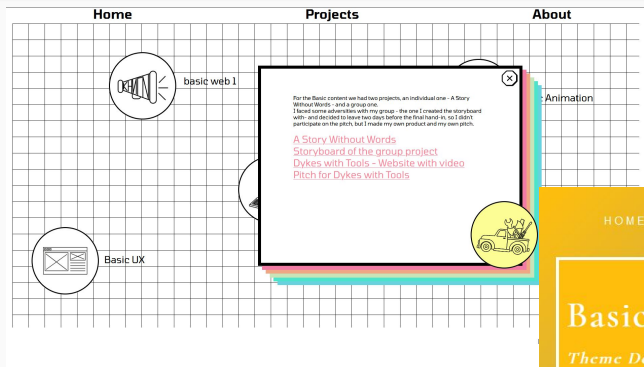 Home Projects About
basic web 1
Animation
For the Basic content we had two projects, an individual one - A Story
Without Words - and a group one.
I faced some adversities with my group - the one I created the storyboard
with- and decided to leave two days before the final hand-in, so I didn't
participate on the pitch, but I made my own product and my own pitch.
A Story Without Words
Storyboard of the group project
Dykes with Tools - Website with video
Pitch for Dykes with Tools
Basic UX
HOME
Basic
Theme De